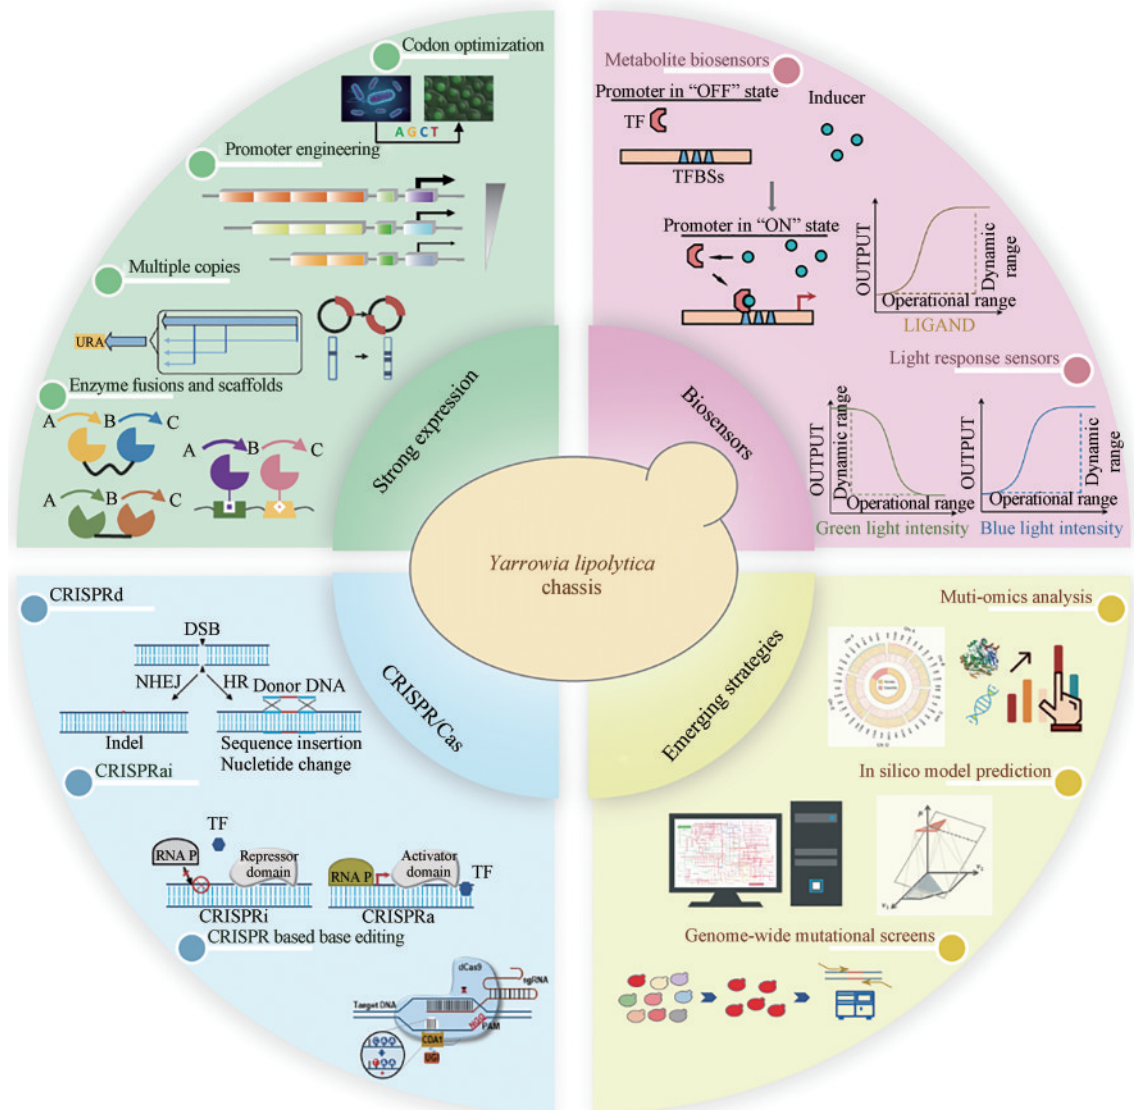 Codon optimization
A G C T
Promoter engineering
Multiple copies
URA
Enzyme fusions and scaffolds
A
B
C
A
B
C
A
B
C
Strong expression
Metabolite biosensors
Promoter in “OFF” state
Inducer
TF
TFBSs
Promoter in “ON” state
OUTPUT
Dynamic
range
Operational range
LIGAND
Light response sensors
OUTPUT
Dynamic range
Operational range
Green light intensity
OUTPUT
Dynamic
range
Operational range
Blue light intensity
Biosensors
Yarrowia lipolytica
chassis
CRISPRd
DSB
NHEJ
HR
Donor DNA
Indel
Sequence insertion
Nucletide change
CRISPRai
TF
RNA P
Repressor
domain
CRISPRi
RNA P
Activator
domain
TF
CRISPRa
CRISPR based base editing
dCas9
sgRNA
Target DNA
NGG
PAM
CDA1
UGI
CRISPR/Cas
Emerging strategies
Muti-omics analysis
In silico model prediction
Genome-wide mutational screens